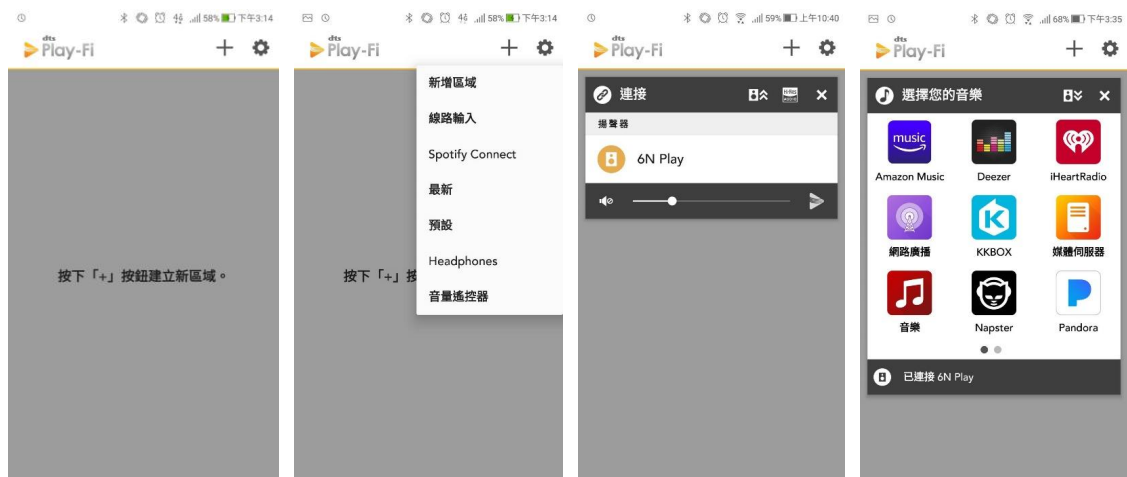 58% 下午3:14
dts
Play-Fi
按下「+」按鈕建立新區域。
58% 下午3:14
dts
Play-Fi
新增區域
線路輸入
Spotify Connect
最新
預設
Headphones
音量遙控器
按下「+」按
59% 上午10:40
dts
Play-Fi
連接
揚聲器
6N Play
68% 下午3:35
dts
Play-Fi
選擇您的音樂
music
Amazon Music
Deezer
iHeartRadio
網路廣播
KKBOX
媒體伺服器
音樂
Napster
Pandora
已連接 6N Play